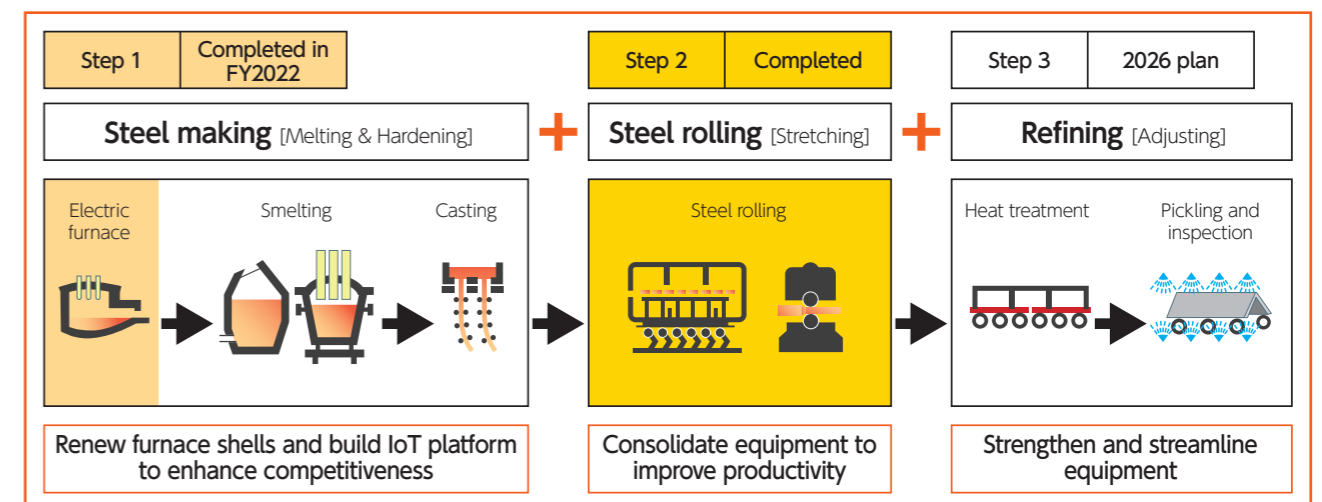 Step 1
Completed in
FY2022
Steel making [Melting & Hardening]
Electric
furnace
Smelting
Casting
Renew furnace shells and build IoT platform
to enhance competitiveness
+
Step 2
Completed
Steel rolling [Stretching]
Steel rolling
Consolidate equipment to
improve productivity
+
Step 3
2026 plan
Refining [Adjusting]
Heat treatment
Pickling and
inspection
Strengthen and streamline
equipment